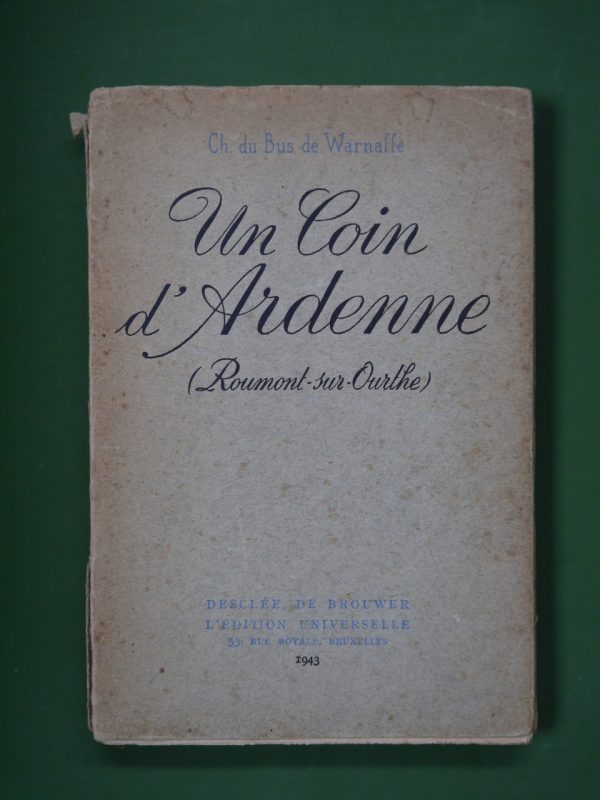 Ch. du Bus de Warnaffe
Un Coin
d'Ardenne
(Roumont-sur-Ourthe)
DESCLÉE, DE BROUWER
L'ÉDITION UNIVERSELLE
53, RUE ROYALE, BRUXELLES
1943